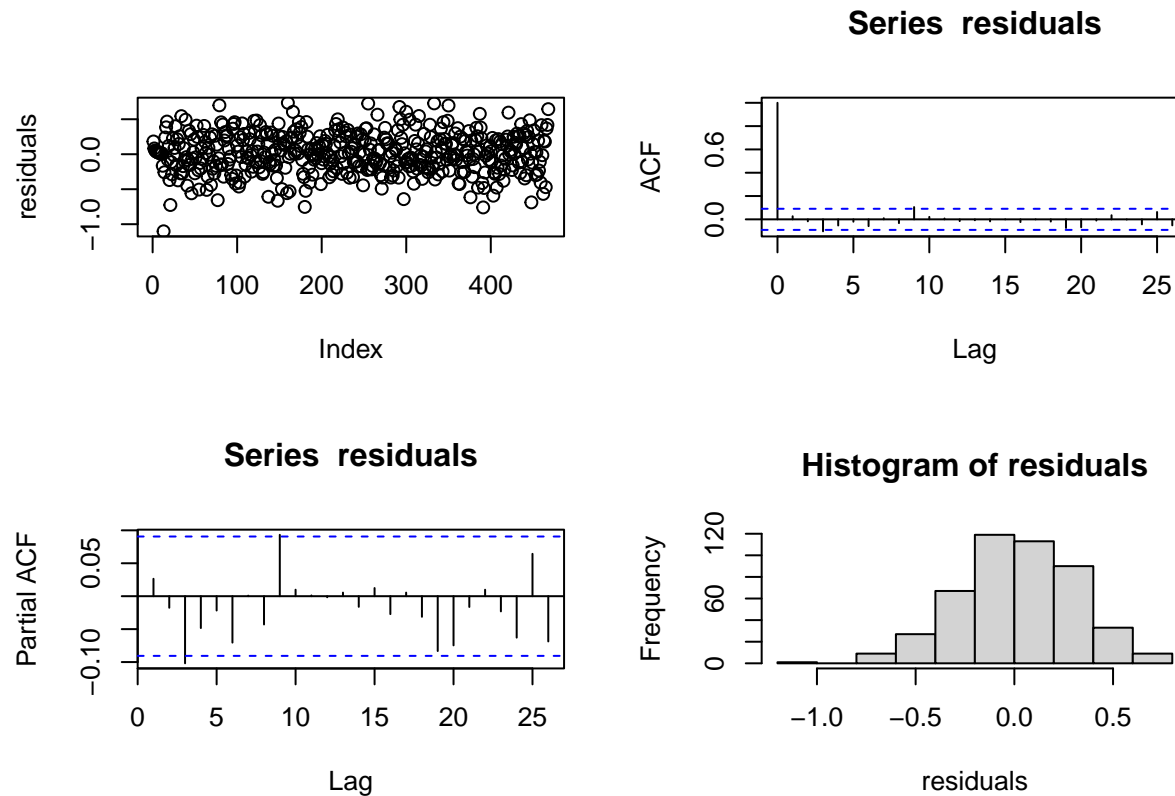 Series residuals
residuals
0.0
−1.0
0 100 200 300 400
Index
ACF
0.6
0.0
0 5 10 15 20 25
Lag
Series residuals
Partial ACF
0.05
−0.10
0 5 10 15 20 25
Lag
Histogram of residuals
Frequency
120
60
0
−1.0 −0.5 0.0 0.5
residuals